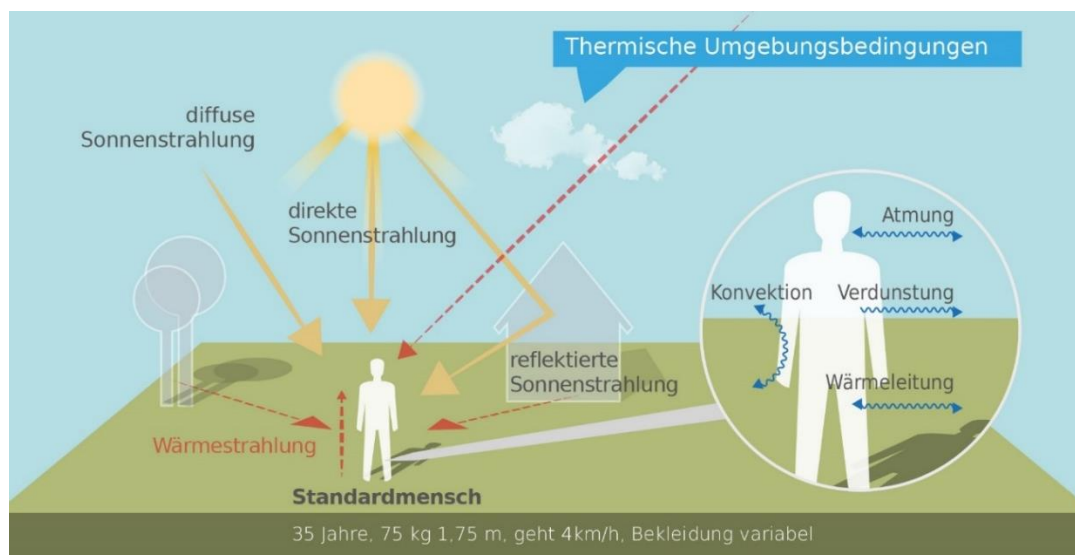 Thermische Umgebungsbedingungen
diffuse
Sonnenstrahlung
direkte
Sonnenstrahlung
reflektierte
Sonnenstrahlung
Wärmestrahlung
Standardmensch
Atmung
Konvektion
Verdunstung
Wärmeleitung
35 Jahre, 75 kg 1,75 m, geht 4km/h, Bekleidung variabel